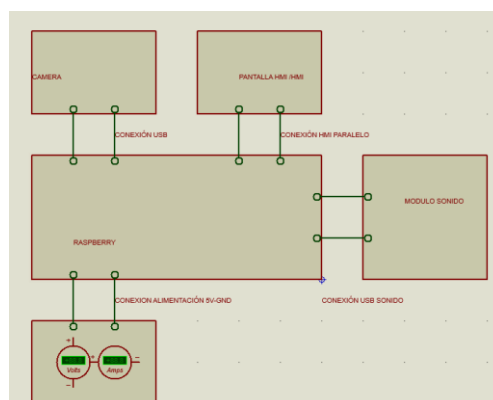 CAMERA
PANTALLA HMI /HMI
CONEXIÓN USB
CONEXIÓN HMI PARALELO
MODULO SONIDO
RASPBERRY
CONEXION ALIMENTACIÓN 5V-GND
CONEXIÓN USB SONIDO
+
+
-
Volts
Amps
-